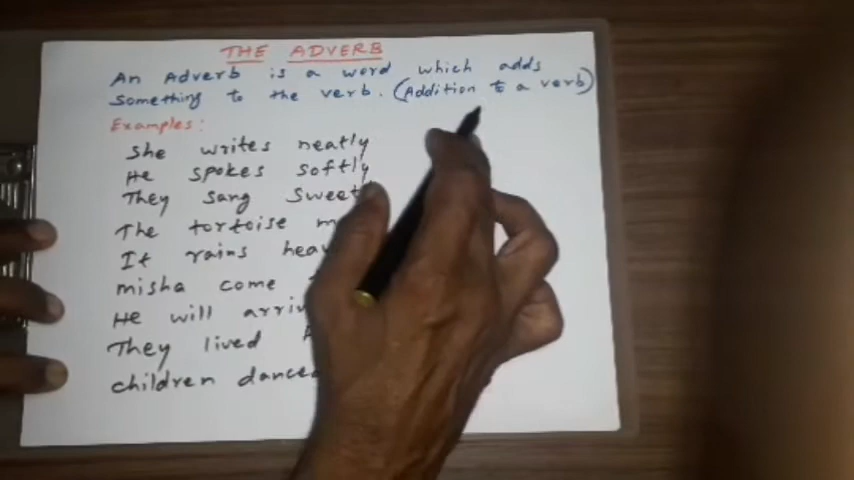 THE ADVERB
An Adverb is a word which adds
something to the verb. (Addition to a verb)
Examples:
She writes neatly
He spokes softly
They sang
The tortoise
It rains
misha come
He will
They lived
children